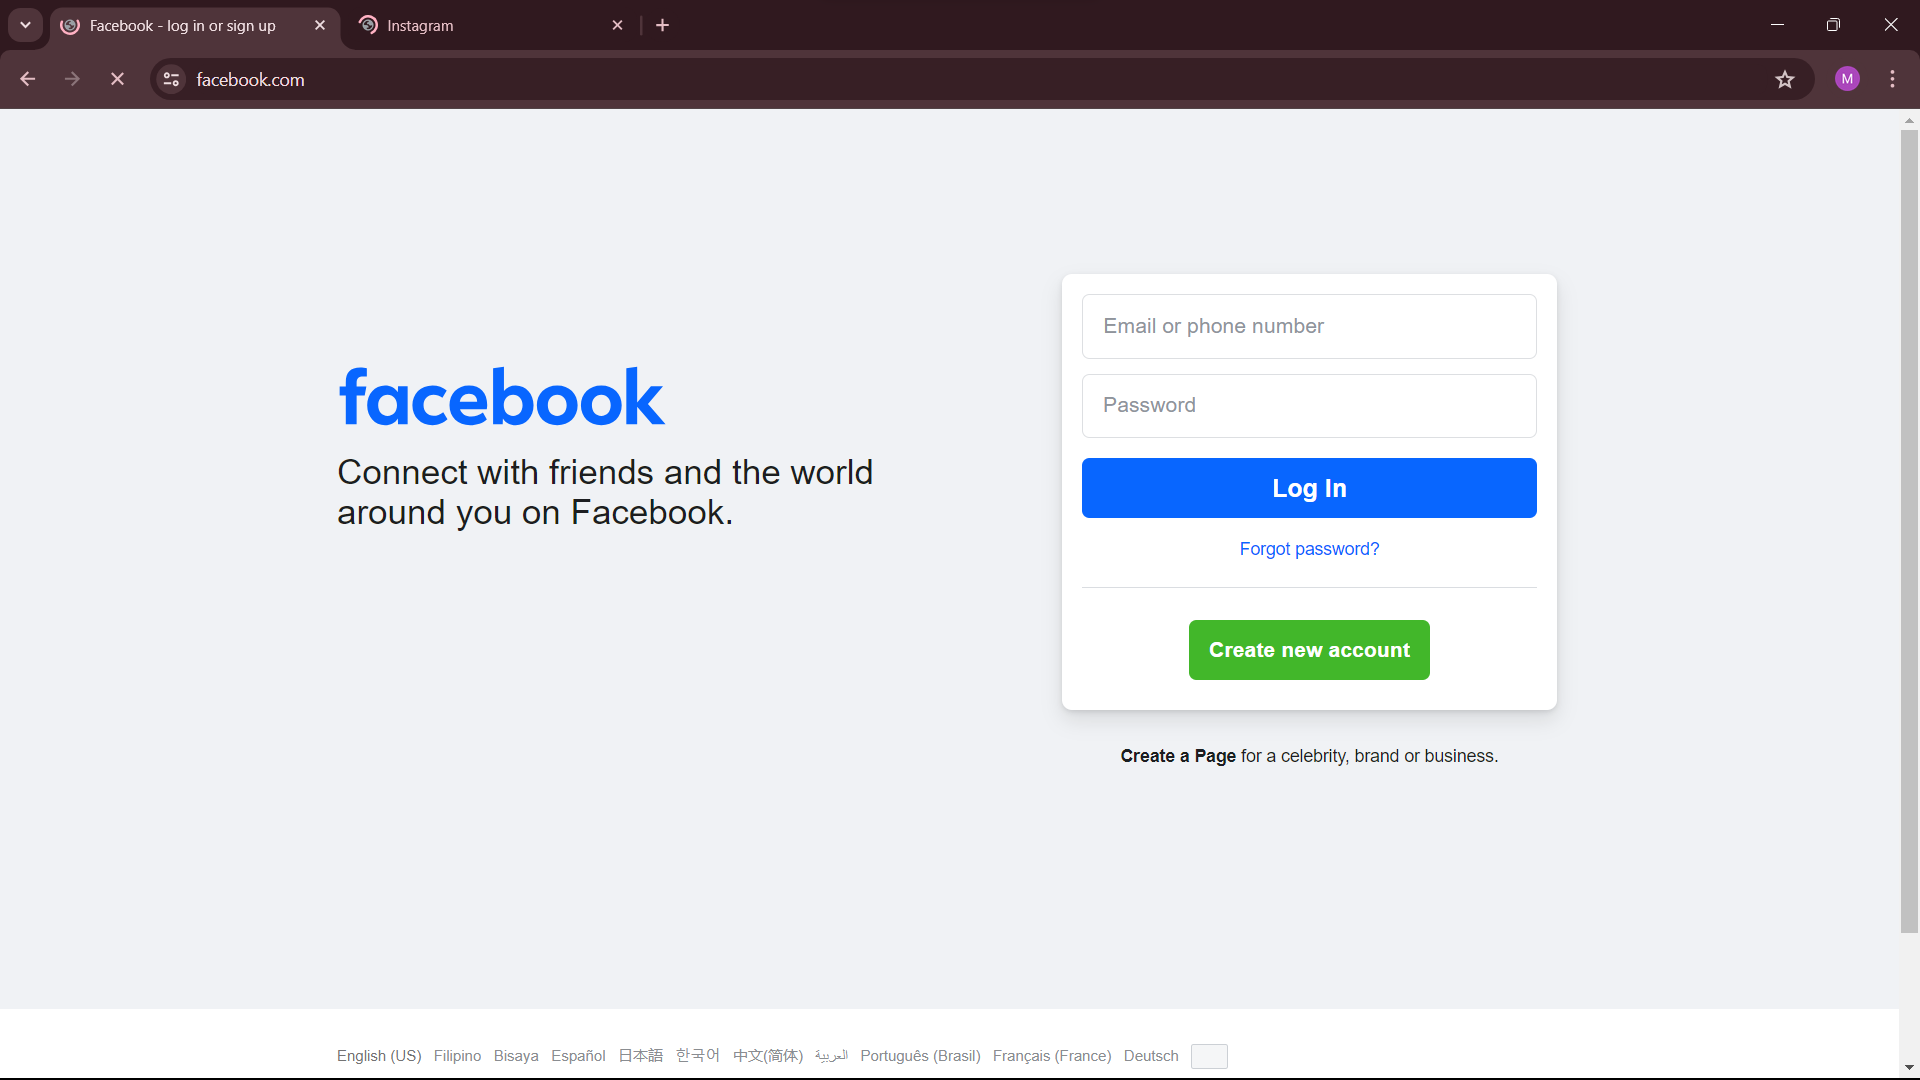 Facebook - log in or sign up
Instagram
facebook.com
M
facebook
Connect with friends and the world
around you on Facebook.
Email or phone number
Password
Log In
Forgot password?
Create new account
Create a Page for a celebrity, brand or business.
English (US) Filipino Bisaya Español 日本語 한국어 中文(简体) العربية Português (Brasil) Français (France) Deutsch